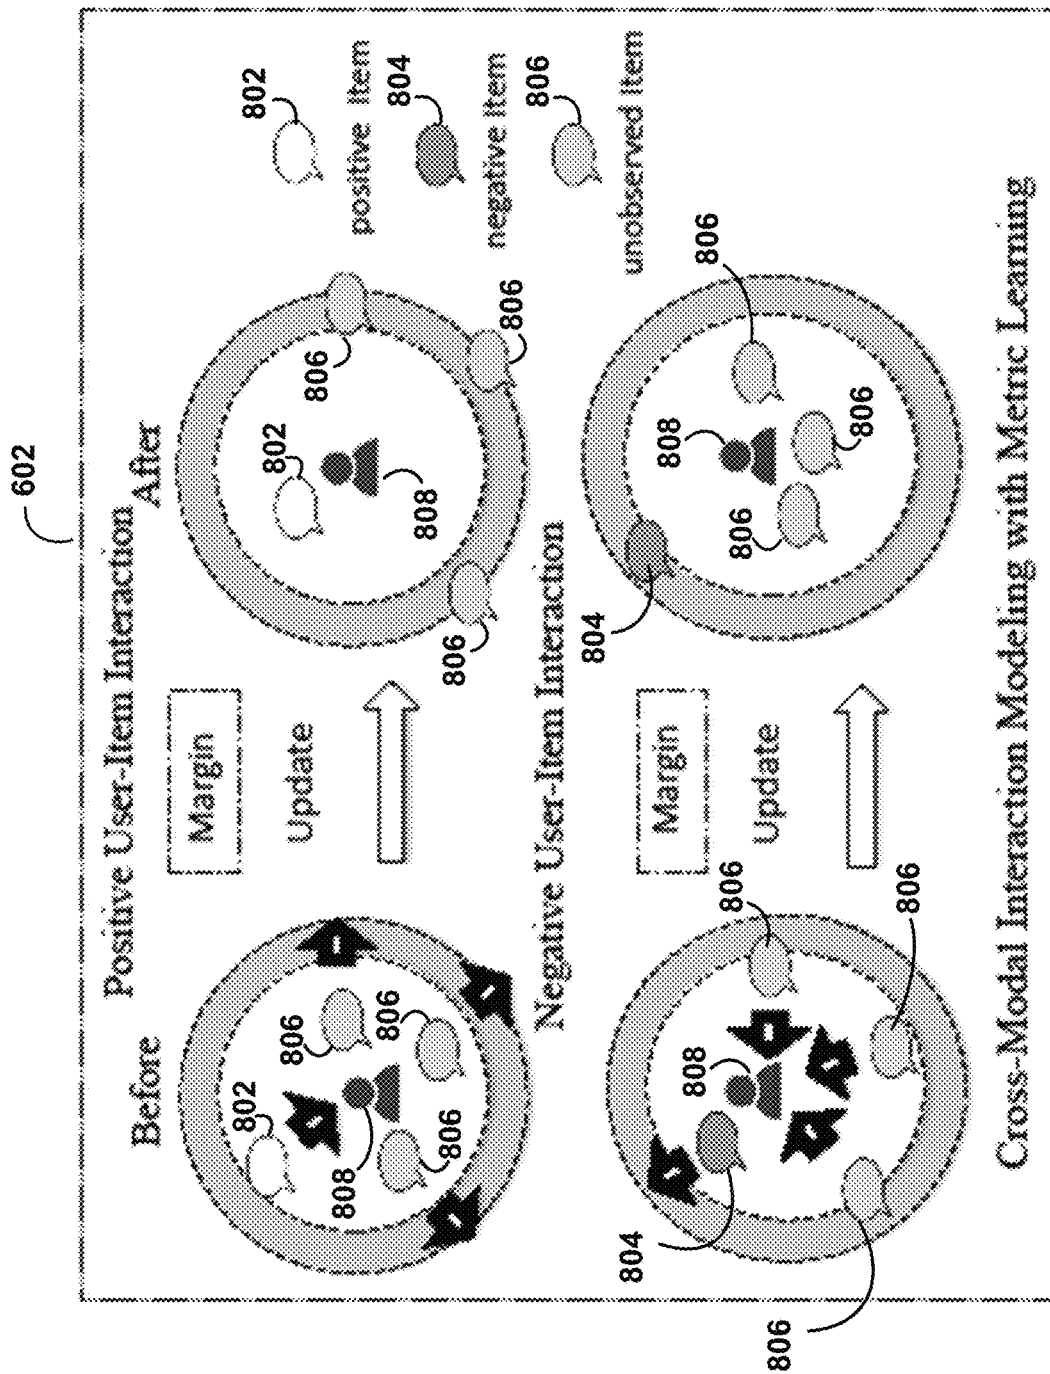 602
Positive User-Item Interaction
Before
After
Margin
802
802
802
806
Update
806
808
positive item
806
804
808
806
806
negative item
806
806
Negative User-Item Interaction
804
804
unobserved item
Margin
808
808
806
806
806
Update
806
806
806
Cross-Modal Interaction Modeling with Metric Learning